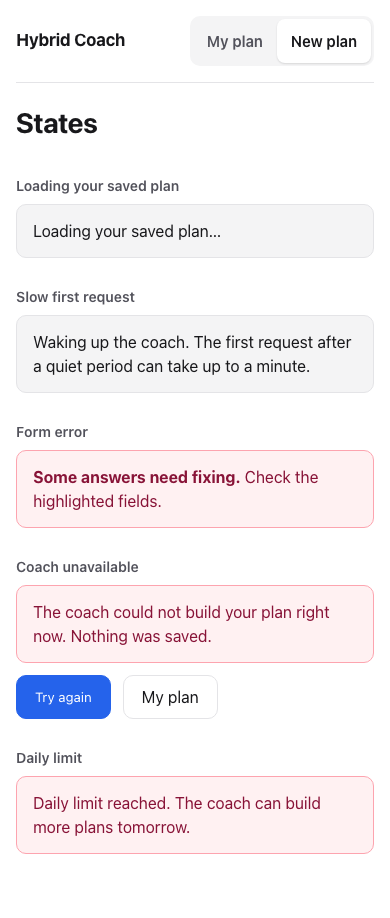 Hybrid Coach
My plan
New plan
States
Loading your saved plan
Loading your saved plan...
Slow first request
Waking up the coach. The first request after
a quiet period can take up to a minute.
Form error
Some answers need fixing. Check the
highlighted fields.
Coach unavailable
The coach could not build your plan right
now. Nothing was saved.
Try again
My plan
Daily limit
Daily limit reached. The coach can build
more plans tomorrow.